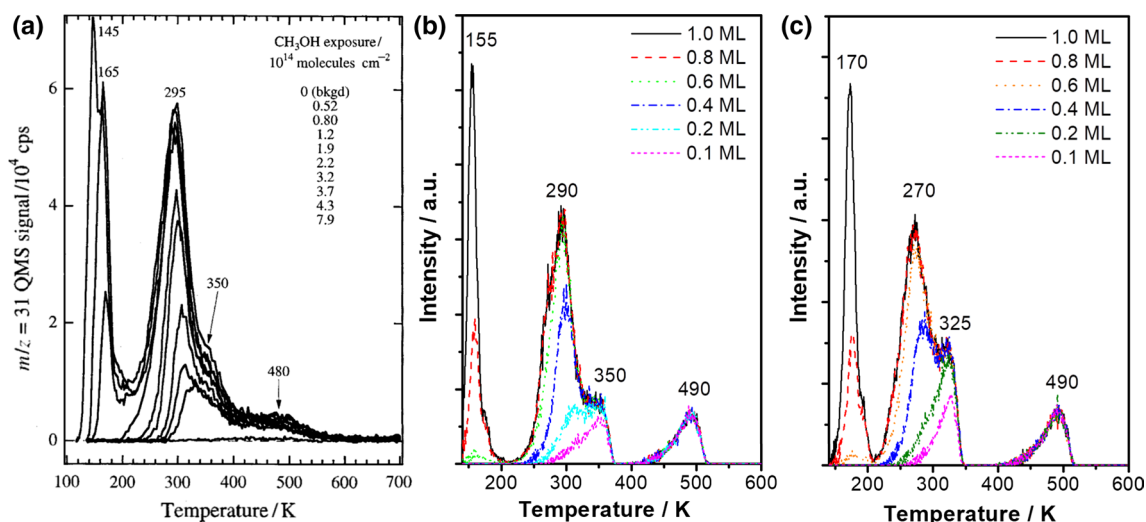 (a)
145
165
295
350
480
CH₃OH exposure/
10¹⁴ molecules cm⁻²
0 (bkgd)
0.52
0.80
1.2
1.9
2.2
3.2
3.7
4.3
7.9
m/z = 31 QMS signal/10⁴ cps
6
4
2
0
100 200 300 400 500 600 700
Temperature / K
(b)
155
290
350
490
1.0 ML
0.8 ML
0.6 ML
0.4 ML
0.2 ML
0.1 ML
Intensity / a.u.
200 300 400 500 600
Temperature / K
(c)
170
270
325
490
1.0 ML
0.8 ML
0.6 ML
0.4 ML
0.2 ML
0.1 ML
Intensity / a.u.
200 300 400 500 600
Temperature / K